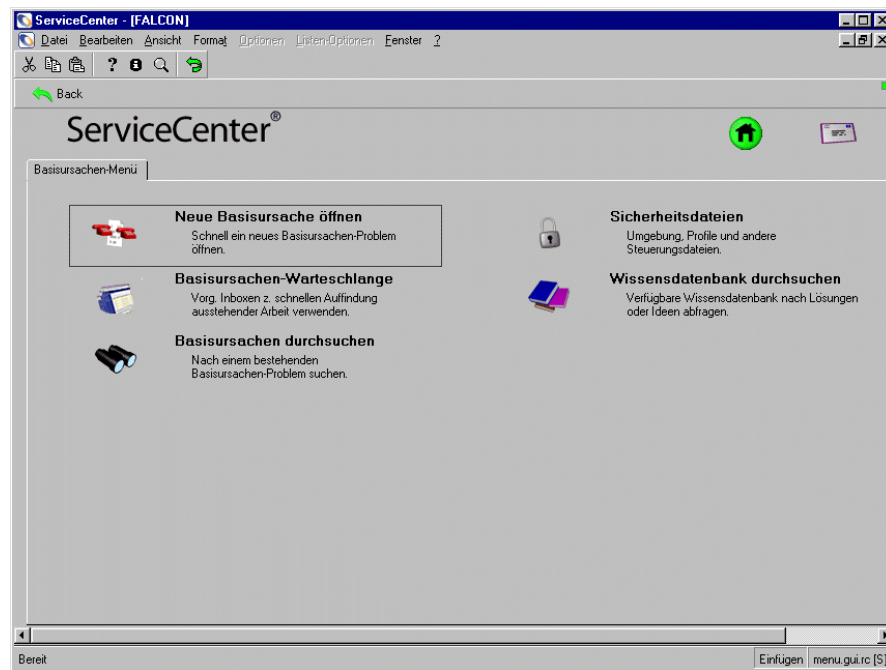 ServiceCenter - [FALCON]
Datei Bearbeiten Ansicht Format Optionen Listen-Optionen Fenster ?
Back
ServiceCenter®
Basisursachen-Menü
Neue Basisursache öffnen
Schnell ein neues Basisursachen-Problem
öffnen.
Basisursachen-Warteschlange
Vorg. Inboxen z. schnellen Auffindung
ausstehender Arbeit verwenden.
Basisursachen durchsuchen
Nach einem bestehenden
Basisursachen-Problem suchen.
Sicherheitsdateien
Umgebung, Profile und andere
Steuerungsdateien.
Wissensdatenbank durchsuchen
Verfügbare Wissensdatenbank nach Lösungen
oder Ideen abfragen.
Bereit
Einfügen
menu.gui.rc [S]